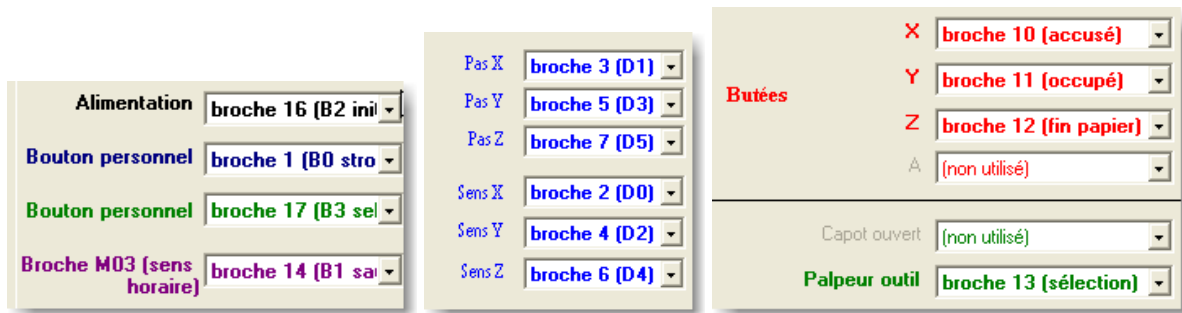 Alimentation broche 16 (B2 init
Bouton personnel broche 1 (B0 stro
Bouton personnel broche 17 (B3 sel
Broche M03 (sens horaire) broche 14 (B1 sau
Pas X broche 3 (D1)
Pas Y broche 5 (D3)
Pas Z broche 7 (D5)
Sens X broche 2 (D0)
Sens Y broche 4 (D2)
Sens Z broche 6 (D4)
Butées
X broche 10 (accusé)
Y broche 11 (occupé)
Z broche 12 (fin papier)
A (non utilisé)
Capot ouvert (non utilisé)
Palpeur outil broche 13 (sélection)